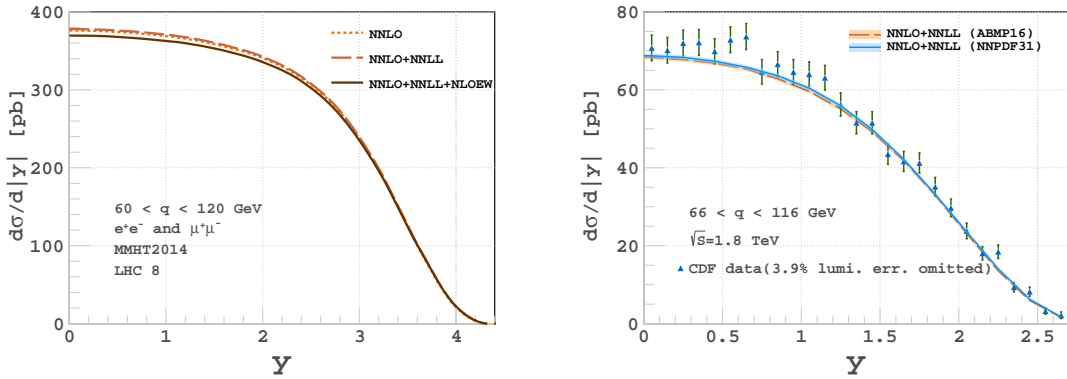 NNLO
NNLO+NNLL
NNLO+NNLL+NLOEW
dσ/d|y| [pb]
400
300
200
100
0
60 < q < 120 GeV
e⁺e⁻ and μ⁺μ⁻
MMHT2014
LHC 8
0 1 2 3 4
y
NNLO+NNLL (ABMP16)
NNLO+NNLL (NNPDF31)
dσ/d|y| [pb]
80
60
40
20
0
66 < q < 116 GeV
√S=1.8 TeV
CDF data(3.9% lumi. err. omitted)
0 0.5 1 1.5 2 2.5
y